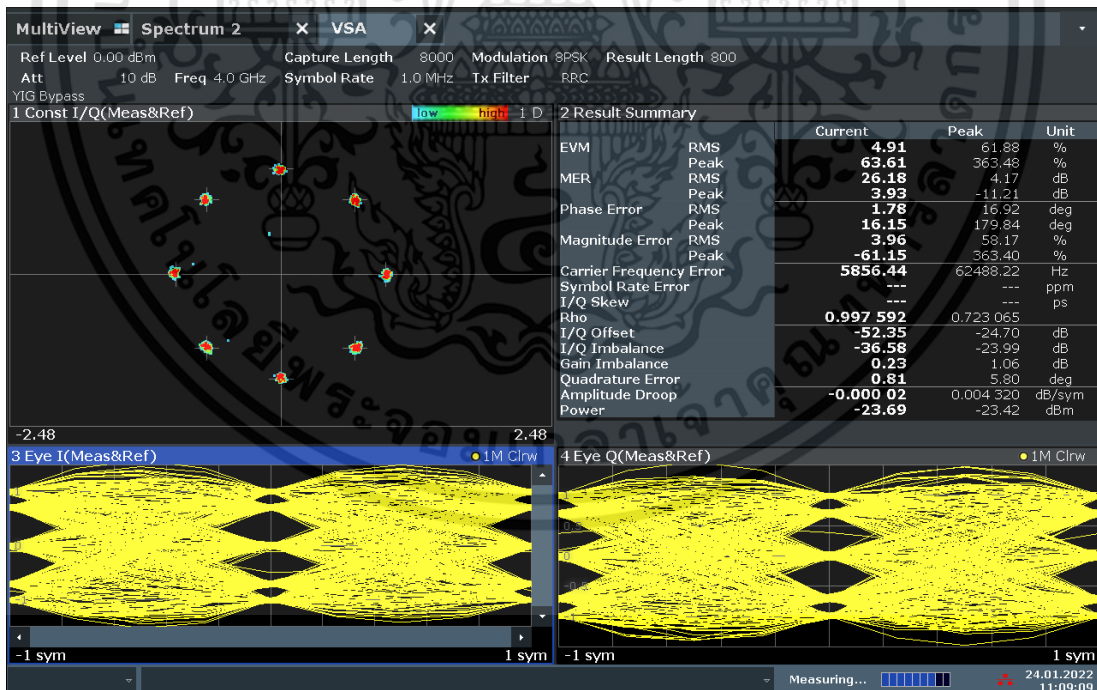 MultiView Spectrum 2 X VSA X
Ref Level 0.00 dBm Capture Length 8000 Modulation 8PSK Result Length 800
Att 10 dB Freq 4.0 GHz Symbol Rate 1.0 MHz Tx Filter RRC
YIG Bypass
1 Const I/Q(Meas&Ref) low high 1 D
-2.48 2.48
2 Result Summary
Current Peak Unit
EVM RMS 4.91 61.88 %
Peak 63.61 363.48 %
MER RMS 26.18 4.17 dB
Peak 3.93 -11.21 dB
Phase Error RMS 1.78 16.92 deg
Peak 16.15 179.84 deg
Magnitude Error RMS 3.96 58.17 %
Peak -61.15 363.40 %
Carrier Frequency Error 5856.44 62488.22 Hz
Symbol Rate Error --- --- ppm
I/Q Skew --- --- ps
Rho 0.997 592 0.723 065
I/Q Offset -52.35 -24.70 dB
I/Q Imbalance -36.58 -23.99 dB
Gain Imbalance 0.23 1.06 dB
Quadrature Error 0.81 5.80 deg
Amplitude Droop -0.000 02 0.004 320 dB/sym
Power -23.69 -23.42 dBm
3 Eye I(Meas&Ref) 1M Clrw
-1 sym 1 sym
4 Eye Q(Meas&Ref) 1M Clrw
-1 sym 1 sym
Measuring... 24.01.2022
11:09:09